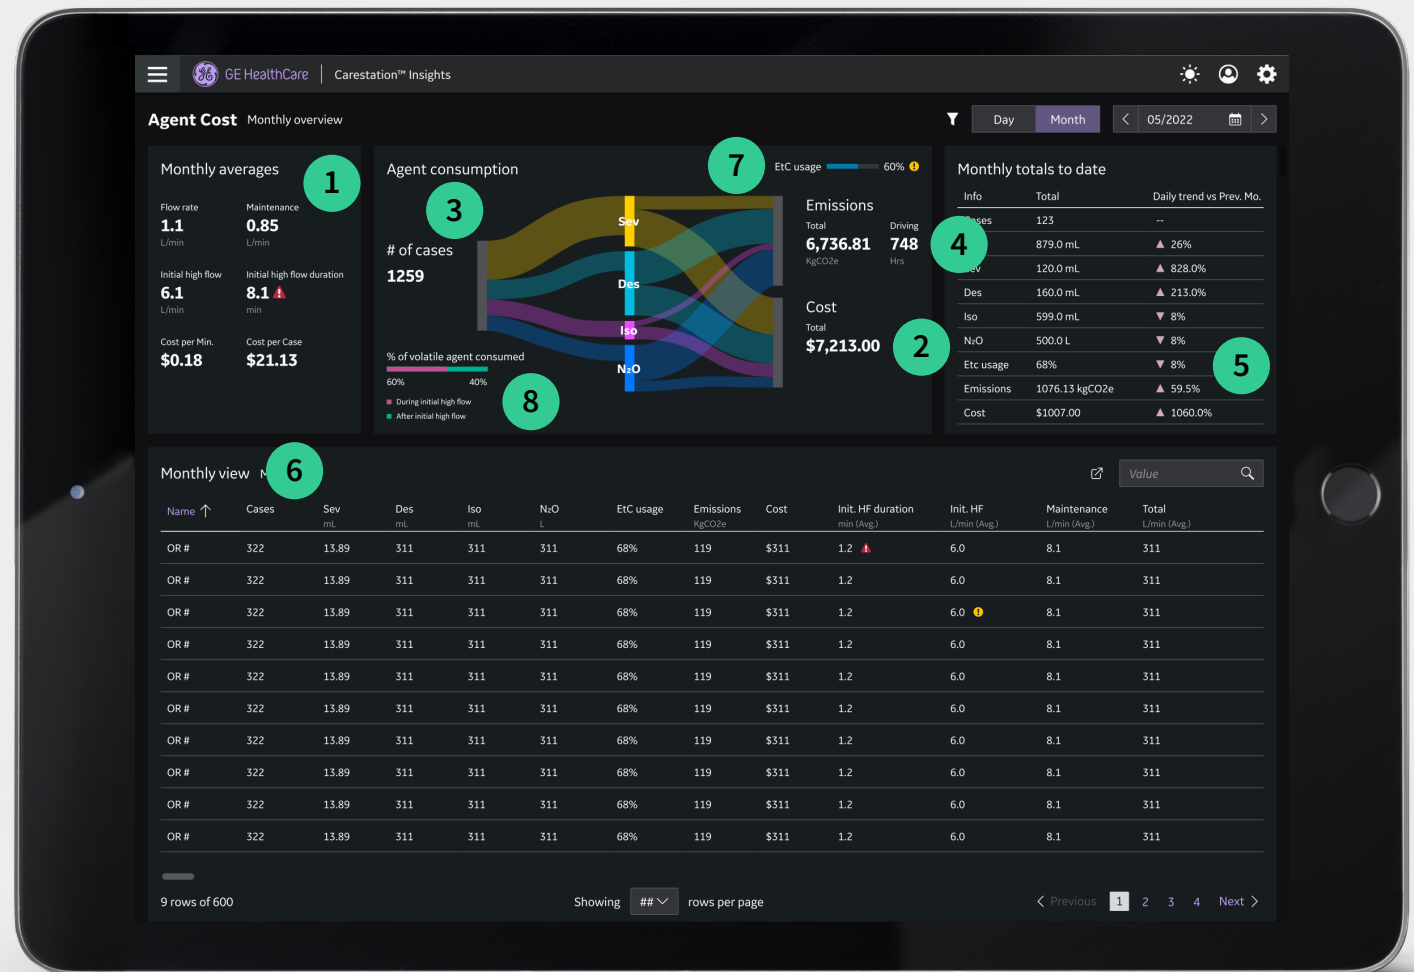 GE HealthCare Carestation™ Insights
Agent Cost Monthly overview
Day Month 05/2022
Monthly averages
1
Flow rate Maintenance
1.1 0.85
L/min L/min
Initial high flow Initial high flow duration
6.1 8.1
L/min min
Cost per Min. Cost per Case
$0.18 $21.13
Agent consumption
7
EtC usage 60%
3
# of cases
1259
Sev
Des
Iso
N₂O
Emissions
Total Driving
6,736.81 748
KgCO2e Hrs
4
Cost
Total
$7,213.00
2
% of volatile agent consumed
60% 40%
During initial high flow
After initial high flow
8
Monthly totals to date
Info Total Daily trend vs Prev. Mo.
123 --
879.0 mL ▲ 26%
120.0 mL ▲ 828.0%
Des 160.0 mL ▲ 213.0%
Iso 599.0 mL ▼ 8%
N₂O 500.0 L ▼ 8%
Etc usage 68% ▼ 8%
5
Emissions 1076.13 kgCO2e ▲ 59.5%
Cost $1007.00 ▲ 1060.0%
Monthly view
6
Value
Name ↑ Cases Sev Des Iso N₂O EtC usage Emissions Cost Init. HF duration Init. HF Maintenance Total
mL mL mL L KgCO2e min (Avg.) L/min (Avg.) L/min (Avg.) L/min (Avg.)
OR # 322 13.89 311 311 311 68% 119 $311 1.2 6.0 8.1 311
OR # 322 13.89 311 311 311 68% 119 $311 1.2 6.0 8.1 311
OR # 322 13.89 311 311 311 68% 119 $311 1.2 6.0 8.1 311
OR # 322 13.89 311 311 311 68% 119 $311 1.2 6.0 8.1 311
OR # 322 13.89 311 311 311 68% 119 $311 1.2 6.0 8.1 311
OR # 322 13.89 311 311 311 68% 119 $311 1.2 6.0 8.1 311
OR # 322 13.89 311 311 311 68% 119 $311 1.2 6.0 8.1 311
OR # 322 13.89 311 311 311 68% 119 $311 1.2 6.0 8.1 311
OR # 322 13.89 311 311 311 68% 119 $311 1.2 6.0 8.1 311
OR # 322 13.89 311 311 311 68% 119 $311 1.2 6.0 8.1 311
9 rows of 600
Showing ## rows per page
< Previous 1 2 3 4 Next >